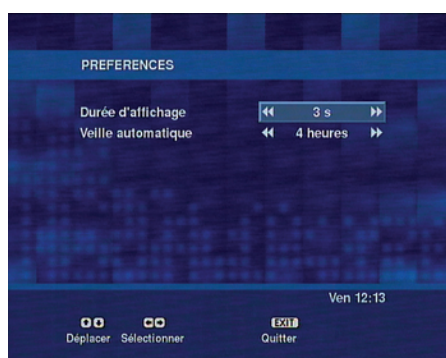 PREFERENCES
Durée d'affichage 3 s
Veille automatique 4 heures
Ven 12:13
EXIT
Déplacer Sélectionner Quitter